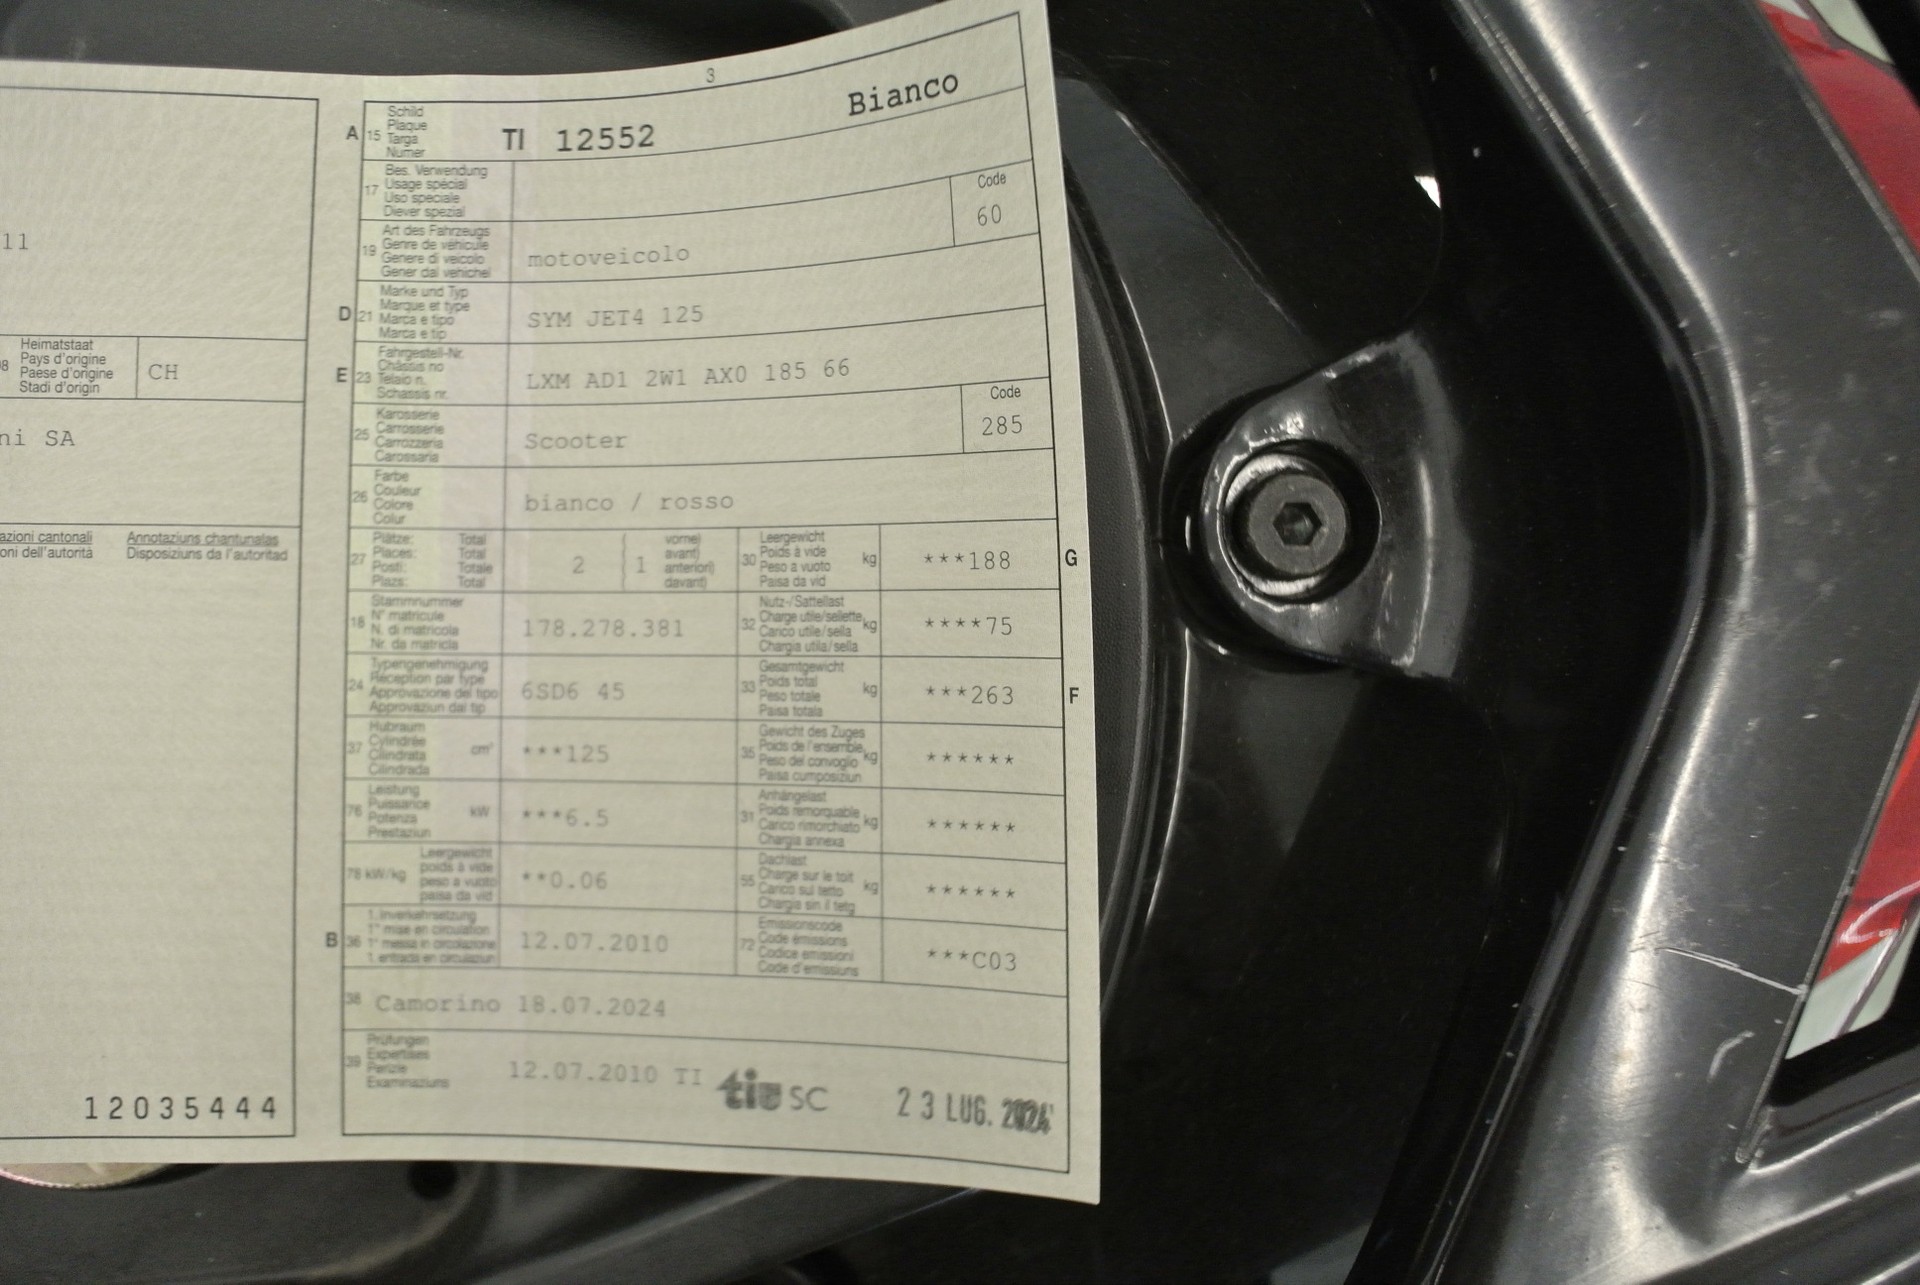 11
08 Heimatstaat
Pays d'origine
Paese d'origine
Stadi d'origin
CH
ni SA
azioni cantonali Annotaziuns chantunalas
oni dell'autorità Disposiziuns da l'autoritad
12035444
3
A 15 Schild
Plaque
Targa
Numer
TI 12552 Bianco
17 Bes. Verwendung
Usage spécial
Uso speciale
Diever spezial
19 Art des Fahrzeugs
Genre de véhicule
Genere di veicolo
Gener dal vehichel
motoveicolo
Code
60
D 21 Marke und Typ
Marque et type
Marca e tipo
Marca e tip
SYM JET4 125
E 23 Fahrgestell-Nr.
Châssis no
Telaio n.
Schassis nr.
LXM AD1 2W1 AX0 185 66
25 Karosserie
Carrosserie
Carrozzeria
Carossaria
Scooter
Code
285
26 Farbe
Couleur
Colore
Colur
bianco / rosso
27 Plätze: Total
Places: Total
Posti: Totale
Plazs: Total
2 1 vorne)
avant)
anteriori)
davant)
30 Leergewicht
Poids à vide
Peso a vuoto
Paisa da vid
kg ***188 G
18 Stammnummer
N° matricule
N. di matricola
Nr. da matricla
178.278.381
32 Nutz-/Sattellast
Charge utile/sellette
Carico utile/sella
Chargia utila/sella
kg ****75
24 Typengenehmigung
Réception par type
Approvazione del tipo
Approvaziun dal tip
6SD6 45
33 Gesamtgewicht
Poids total
Peso totale
Paisa totala
kg ***263 F
37 Hubraum
Cylindrée
Cilindrata
Cilindrada
cm³ ***125
35 Gewicht des Zuges
Poids de l'ensemble
Peso del convoglio
Paisa cumposiziun
kg ******
76 Leistung
Puissance
Potenza
Prestaziun
kW ***6.5
31 Anhängelast
Poids remorquable
Carico rimorchiato
Chargia annexa
kg ******
78 kW/kg Leergewicht
poids à vide
peso a vuoto
paisa da vid
**0.06
55 Dachlast
Charge sur le toit
Carico sul tetto
Chargia sin il tetg
kg ******
B 36 1. Inverkehrsetzung
1re mise en circulation
1a messa in circolazione
1. entrada en circulaziun
12.07.2010
72 Emissionscode
Code émissions
Codice emissioni
Code d'emissiuns
***C03
38 Camorino 18.07.2024
39 Prüfungen
Expertises
Perizie
Examinaziuns
12.07.2010 TI
SC
23 LUG. 2024